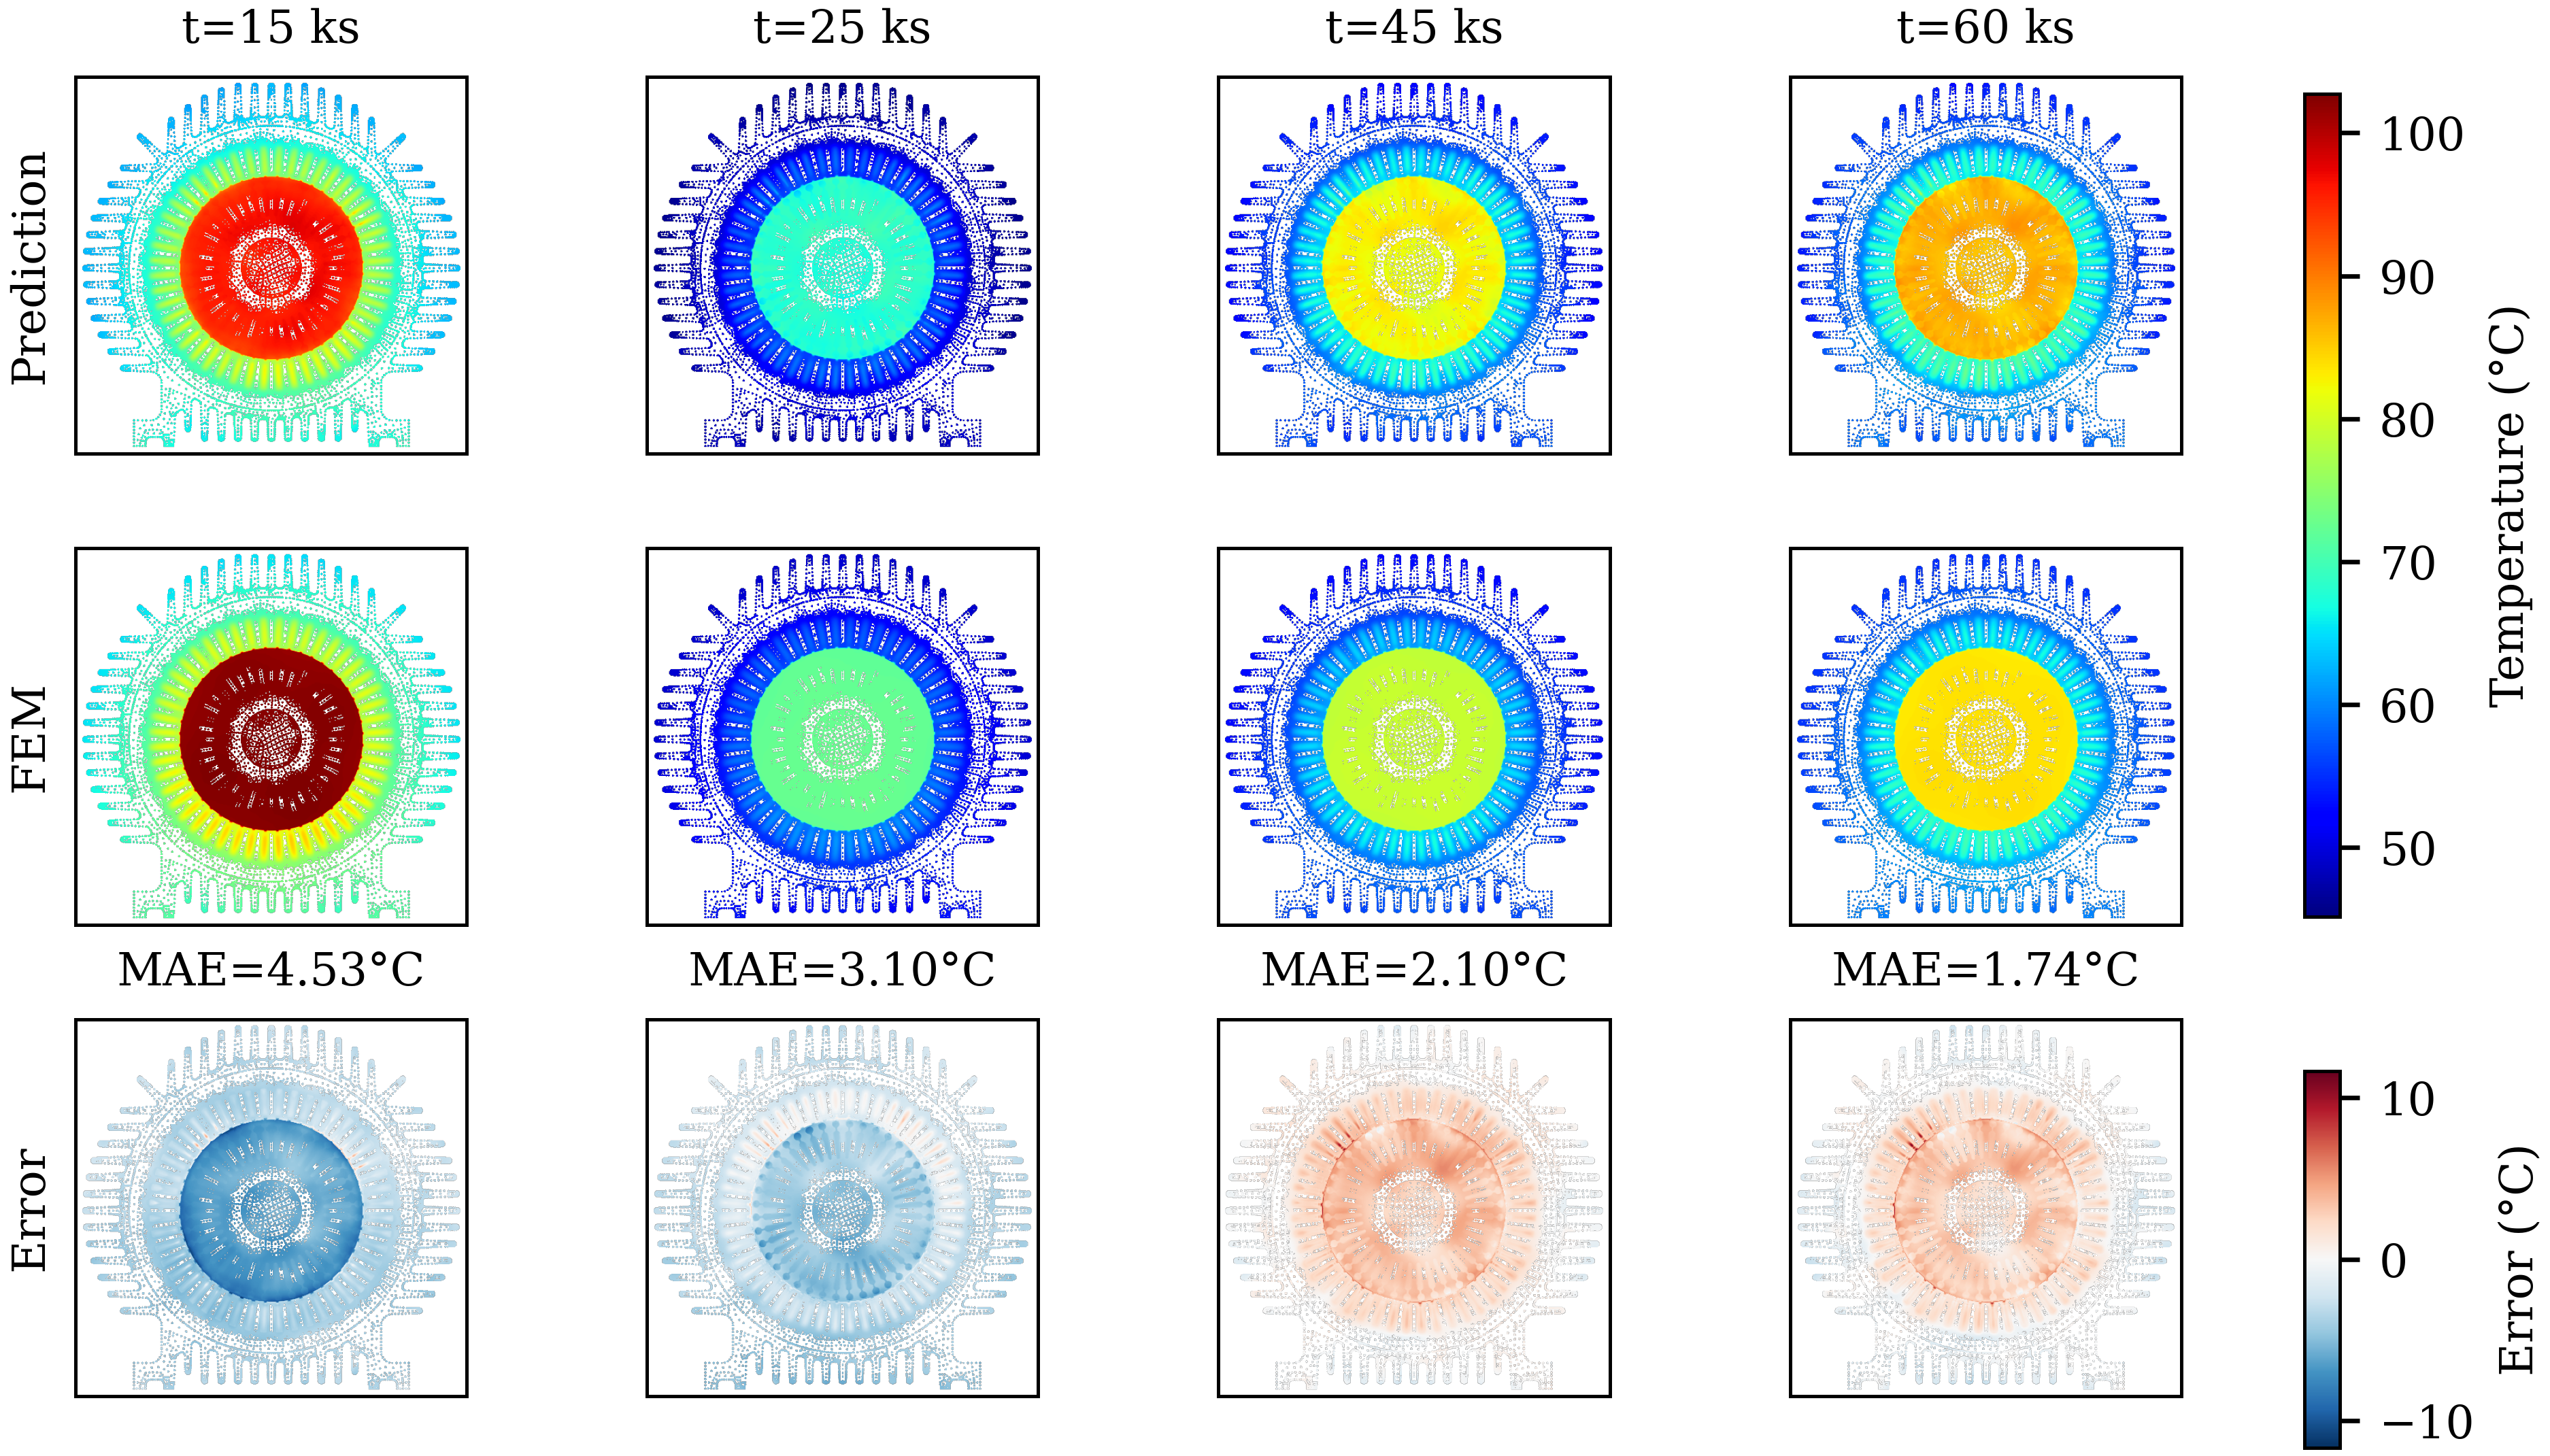 t=15 ks
t=25 ks
t=45 ks
t=60 ks
Prediction
FEM
Error
MAE=4.53°C
MAE=3.10°C
MAE=2.10°C
MAE=1.74°C
100
90
80
70
60
50
Temperature (°C)
10
0
−10
Error (°C)